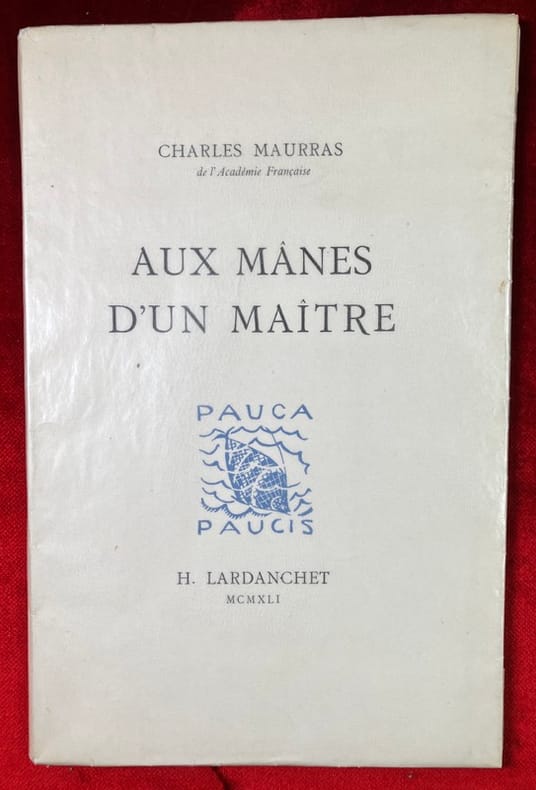 CHARLES MAURRAS
de l'Académie Française
AUX MÂNES
D'UN MAÎTRE
PAUCA
PAUCIS
H. LARDANCHET
MCMXLI